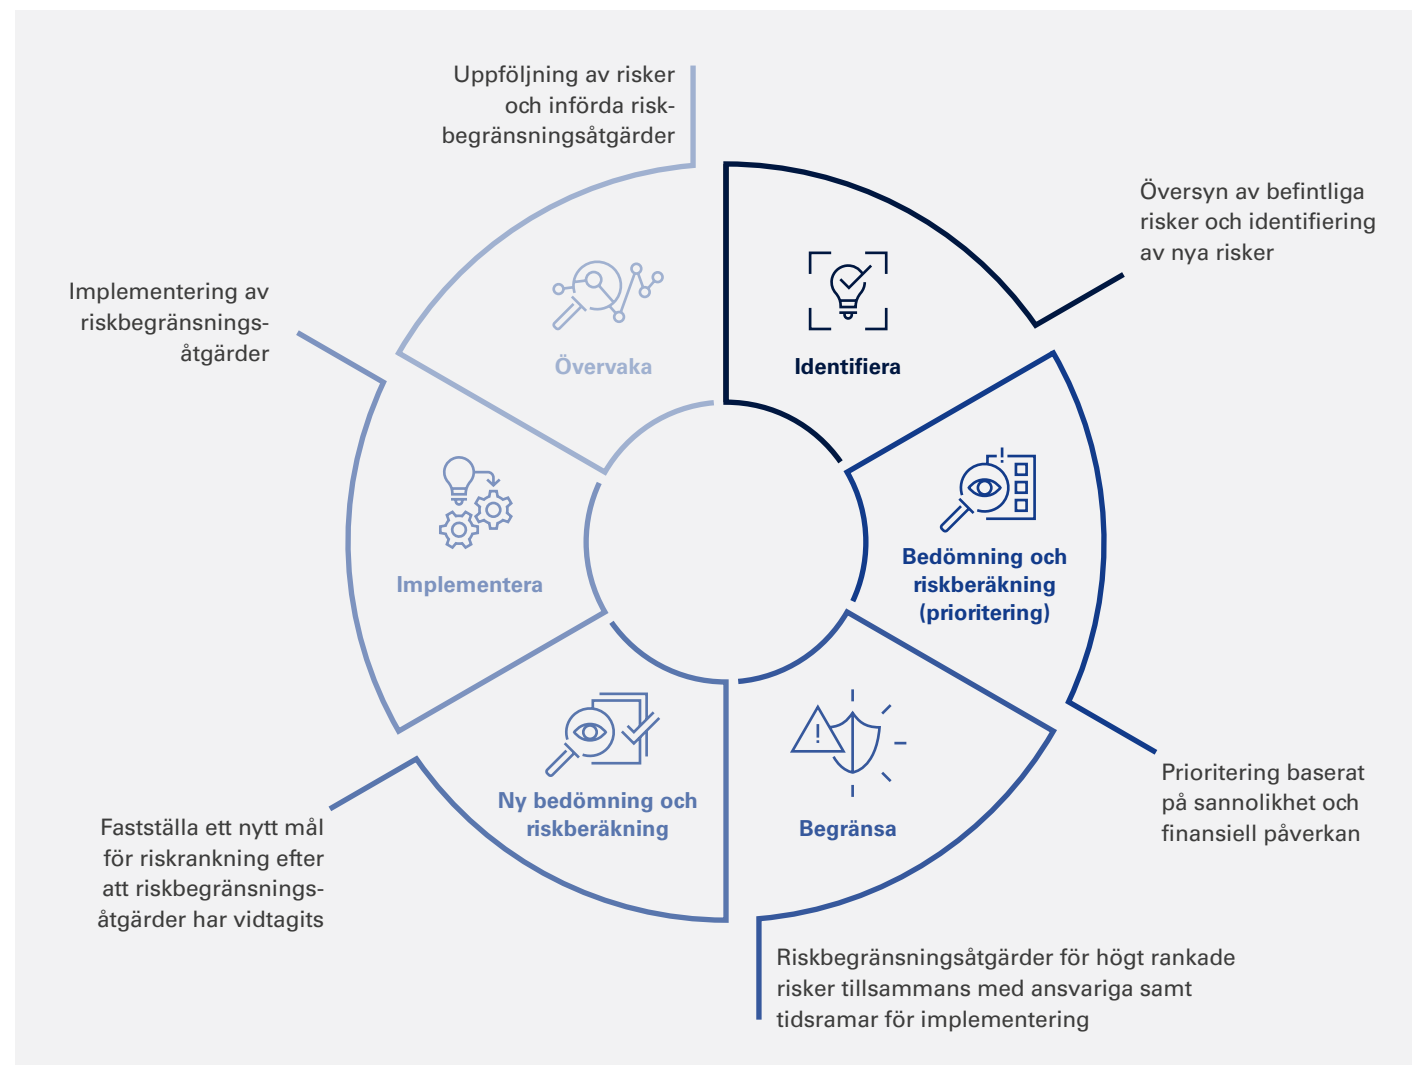 Uppföljning av risker
och införda risk-
begränsningsåtgärder
Översyn av befintliga
risker och identifiering
av nya risker
Implementering av
riskbegränsnings-
åtgärder
Övervaka
Identifiera
Bedömning och
riskberäkning
(prioritering)
Implementera
Ny bedömning och
riskberäkning
Begränsa
Prioritering baserat
på sannolikhet och
finansiell påverkan
Fastställa ett nytt mål
för riskrankning efter
att riskbegränsnings-
åtgärder har vidtagits
Riskbegränsningsåtgärder för högt rankade
risker tillsammans med ansvariga samt
tidsramar för implementering